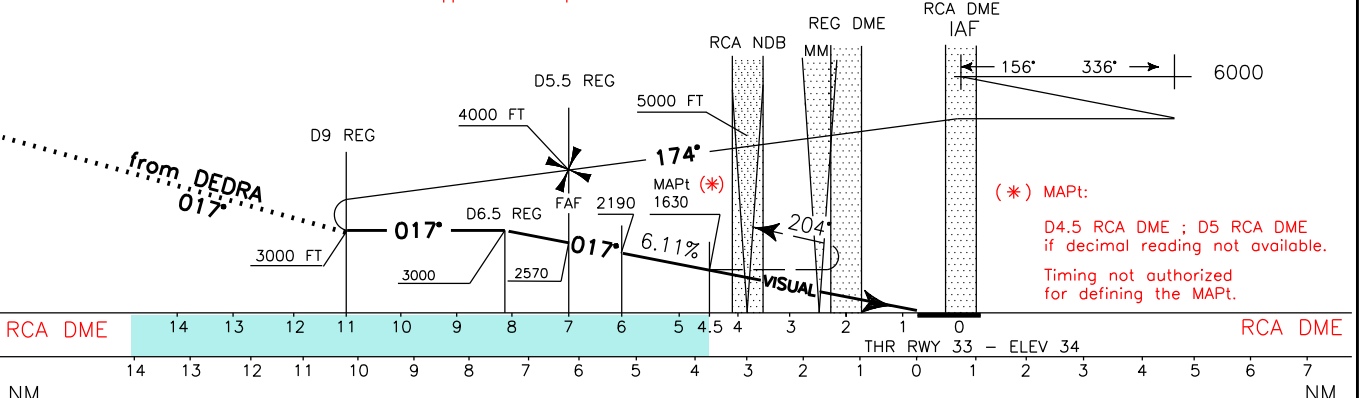 RCA DME
IAF
REG DME
RCA NDB
MM
156° 336°
6000
D5.5 REG
5000 FT
4000 FT
D9 REG
174°
from DEDRA
017°
MAPt (*)
(*) MAPt:
FAF
2190
1630
D6.5 REG
204°
D4.5 RCA DME ; D5 RCA DME
if decimal reading not available.
017°
017°
6.11%
3000 FT
3000
2570
VISUAL
Timing not authorized
for defining the MAPt.
RCA DME
14 13 12 11 10 9 8 7 6 5 4.5 4 3 2 1 0
RCA DME
THR RWY 33 - ELEV 34
14 13 12 11 10 9 8 7 6 5 4 3 2 1 0 1 2 3 4 5 6 7
NM
NM